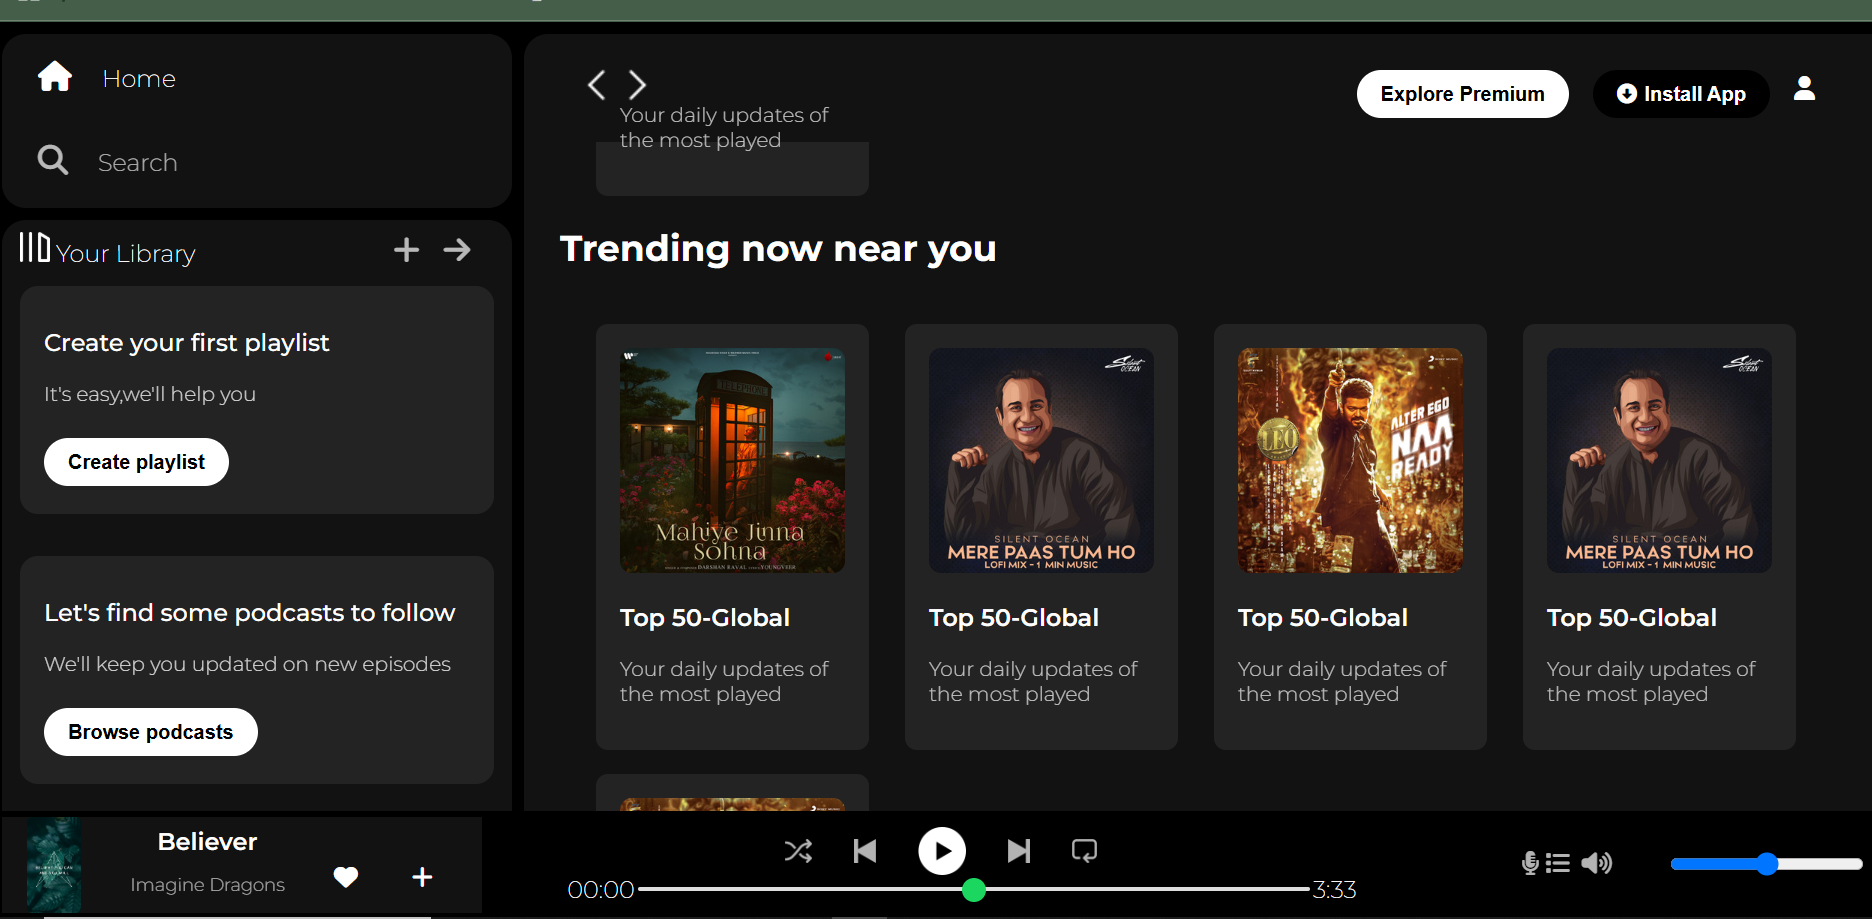 Home
Search
Your Library
Create your first playlist
It's easy,we'll help you
Create playlist
Let's find some podcasts to follow
We'll keep you updated on new episodes
Browse podcasts
Explore Premium
Install App
Your daily updates of
the most played
Trending now near you
TELEPHONE
Mahiye Jinna
Sohna
DARSHAN RAVAL
YOUNGVEER
Top 50-Global
Your daily updates of
the most played
Silent
OCEAN
SILENT OCEAN
MERE PAAS TUM HO
LOFI MIX - 1 MIN MUSIC
Top 50-Global
Your daily updates of
the most played
LEO
ALTER EGO
NAA
READY
Top 50-Global
Your daily updates of
the most played
Silent
OCEAN
SILENT OCEAN
MERE PAAS TUM HO
LOFI MIX - 1 MIN MUSIC
Top 50-Global
Your daily updates of
the most played
Believer
Imagine Dragons
00:00
3:33